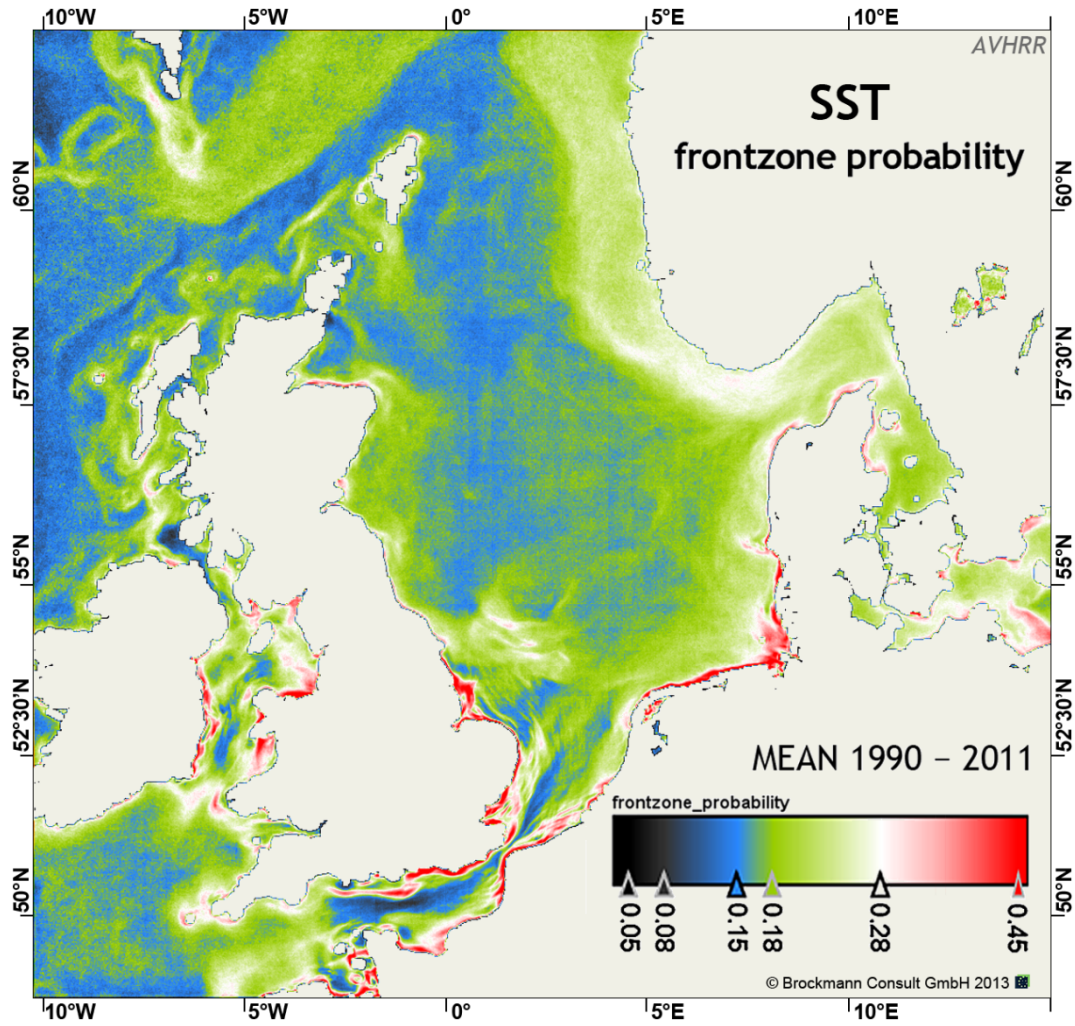 10°W 5°W 0° 5°E 10°E
AVHRR
SST
frontzone probability
60°N 60°N
57°30'N 57°30'N
55°N 55°N
52°30'N 52°30'N
MEAN 1990 – 2011
frontzone_probability
50°N 50°N
0.05 0.08 0.15 0.18 0.28 0.45
© Brockmann Consult GmbH 2013
10°W 5°W 0° 5°E 10°E